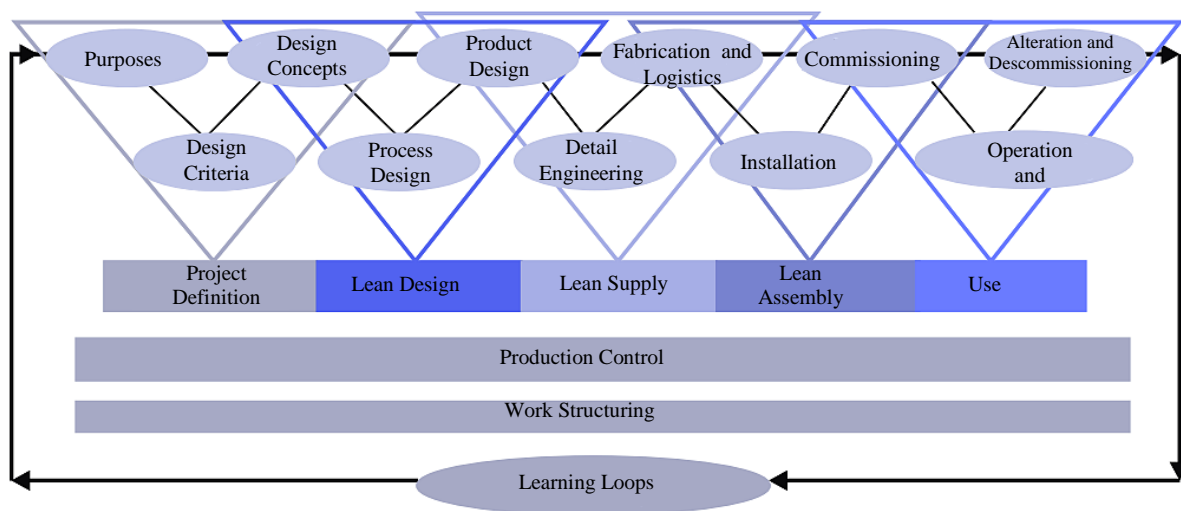 Purposes
Design
Concepts
Product
Design
Fabrication and
Logistics
Commissioning
Alteration and
Descommissioning
Design
Criteria
Process
Design
Detail
Engineering
Installation
Operation
and
Project
Definition
Lean Design
Lean Supply
Lean
Assembly
Use
Production Control
Work Structuring
Learning Loops